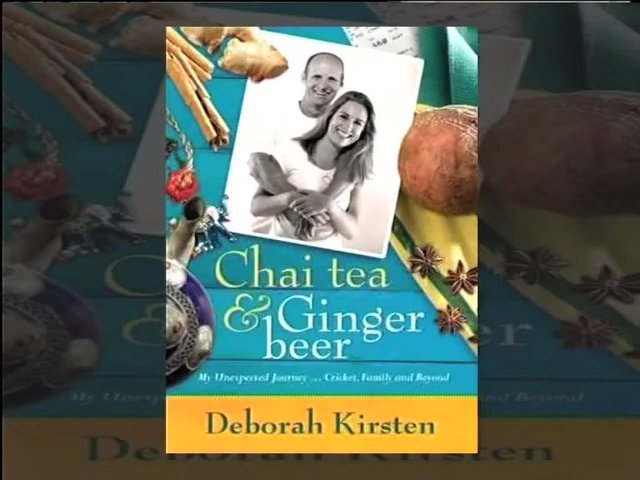 Chai tea
& Ginger
beer
My Unexpected Journey ... Cricket, Family and Beyond
Deborah Kirsten